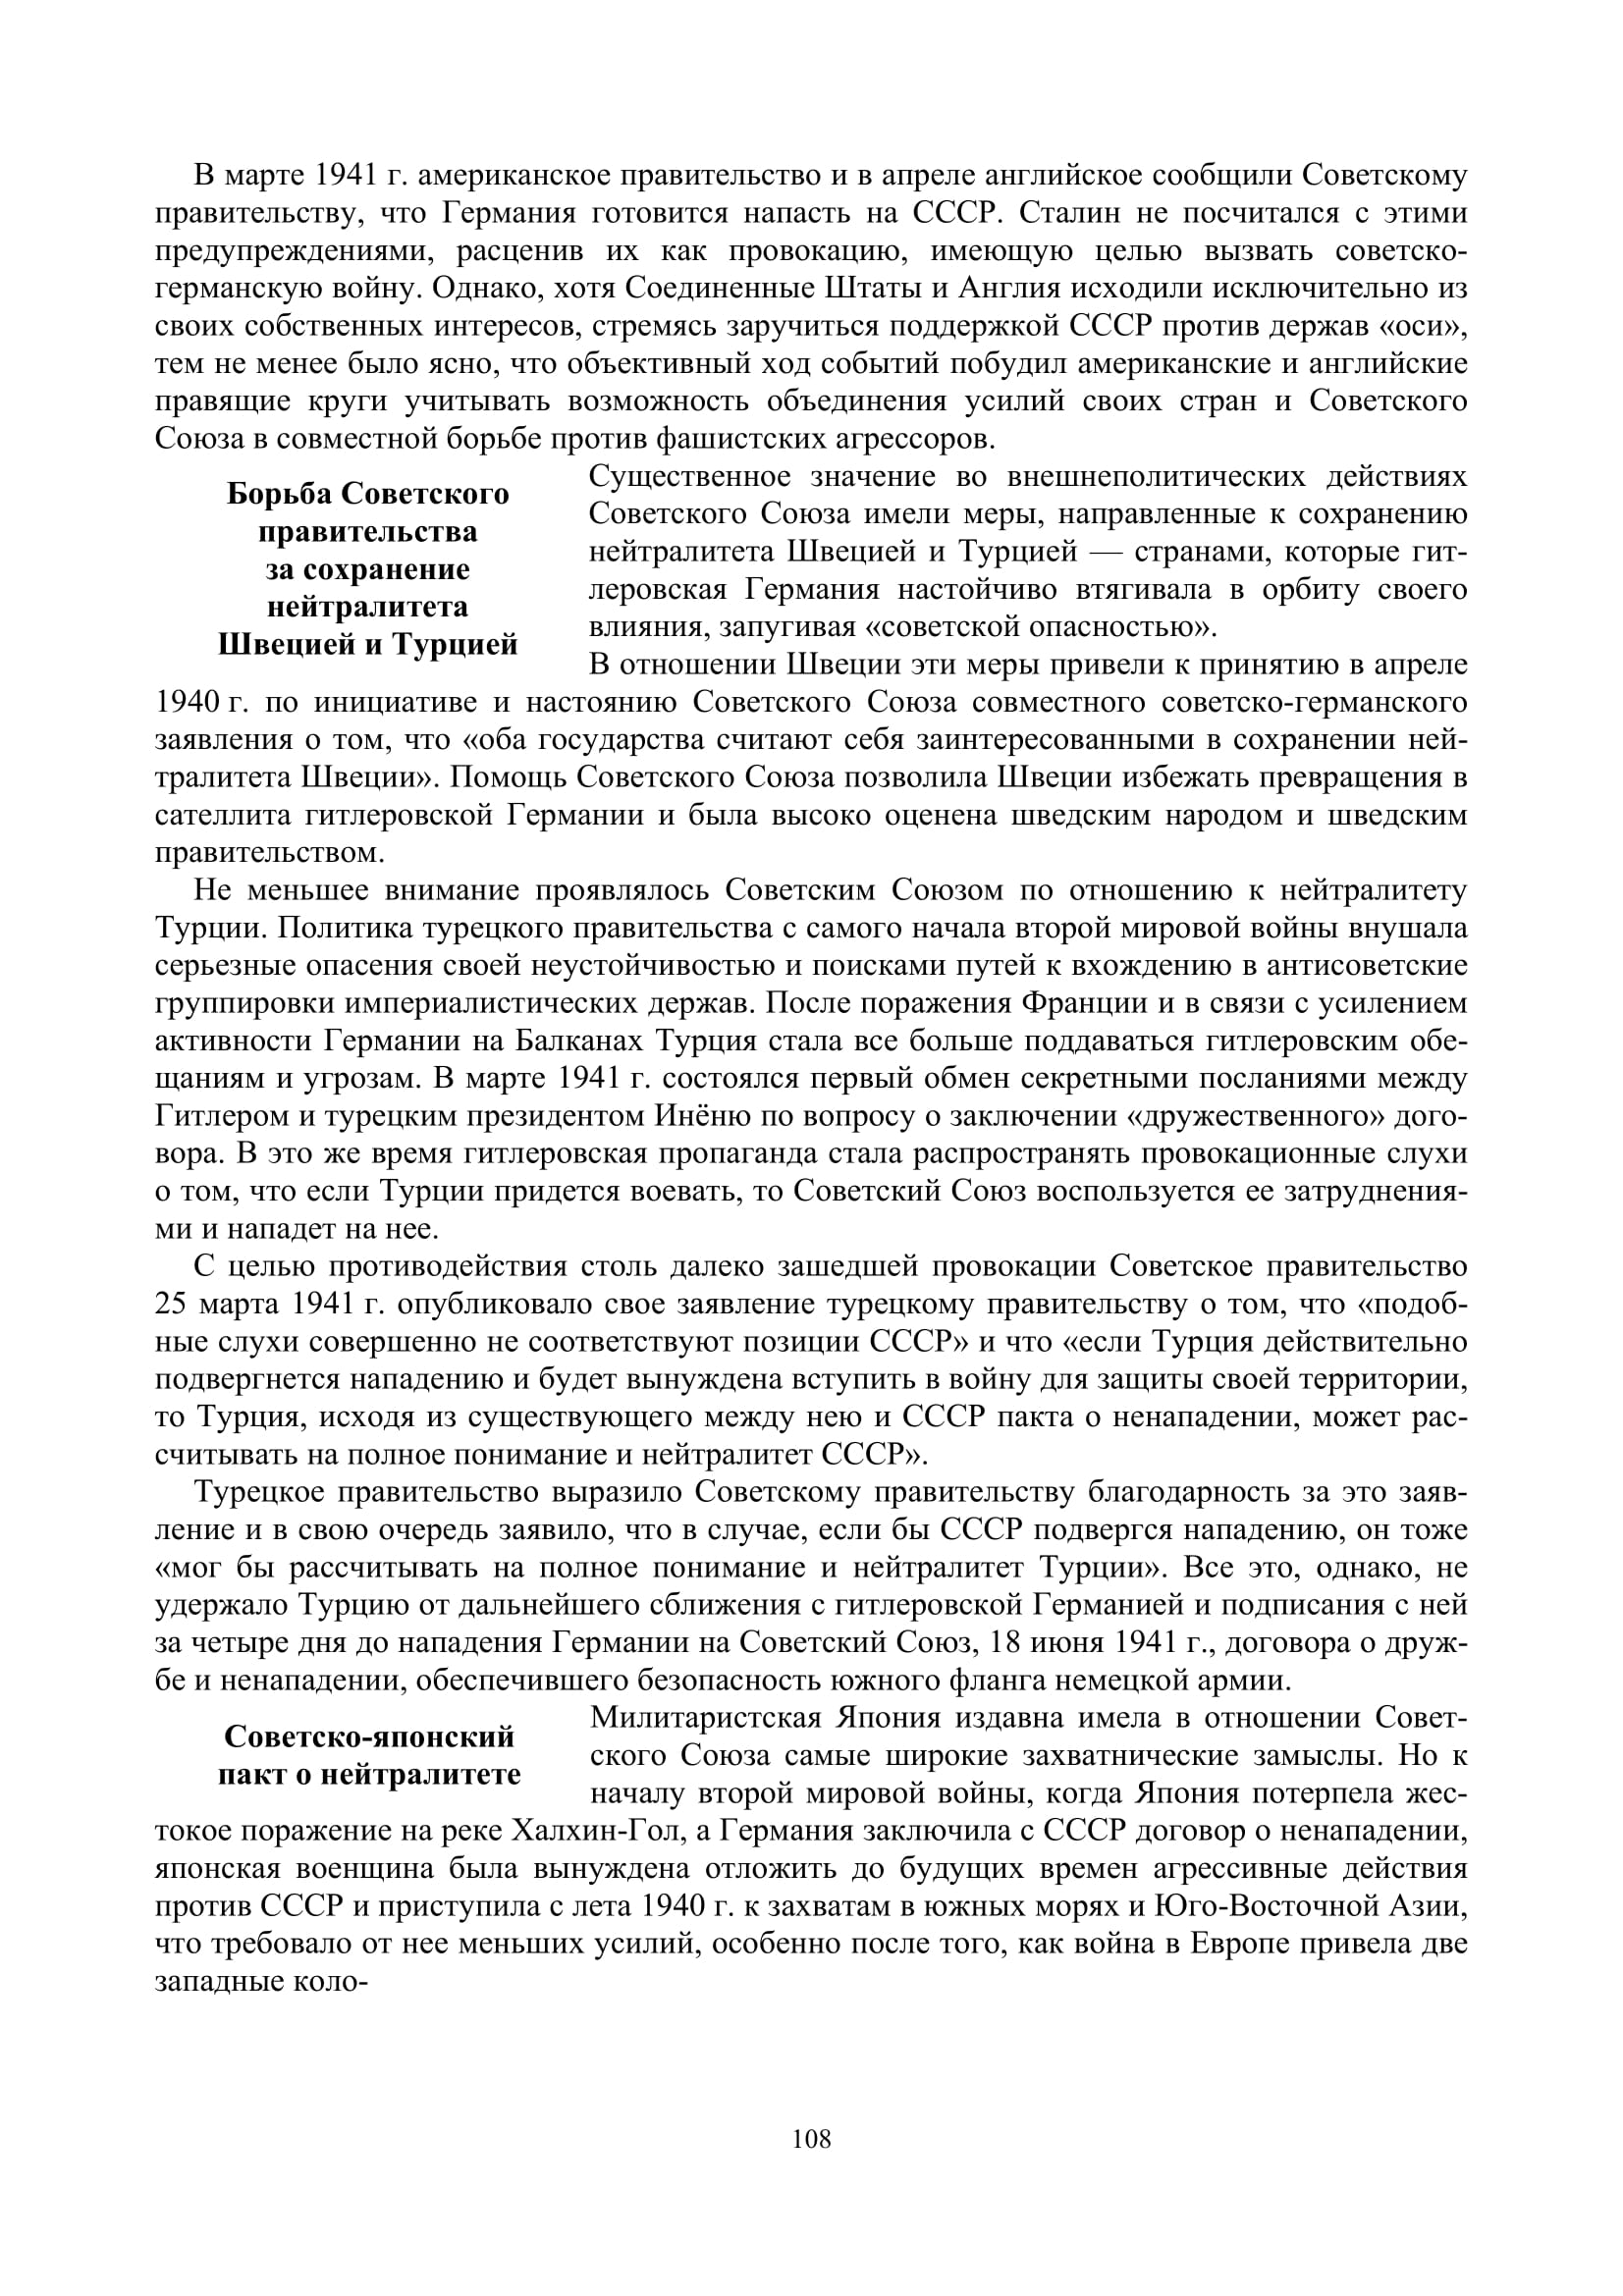 В марте 1941 г. американское правительство и в апреле английское сообщили Советскому
правительству, что Германия готовится напасть на СССР. Сталин не посчитался с этими
предупреждениями, расценив их как провокацию, имеющую целью вызвать советско-
германскую войну. Однако, хотя Соединенные Штаты и Англия исходили исключительно из
своих собственных интересов, стремясь заручиться поддержкой СССР против держав «оси»,
тем не менее было ясно, что объективный ход событий побудил американские и английские
правящие круги учитывать возможность объединения усилий своих стран и Советского
Союза в совместной борьбе против фашистских агрессоров.
Борьба Советского
правительства
за сохранение
нейтралитета
Швецией и Турцией
Существенное значение во внешнеполитических действиях
Советского Союза имели меры, направленные к сохранению
нейтралитета Швецией и Турцией — странами, которые гит-
леровская Германия настойчиво втягивала в орбиту своего
влияния, запугивая «советской опасностью».
В отношении Швеции эти меры привели к принятию в апреле
1940 г. по инициативе и настоянию Советского Союза совместного советско-германского
заявления о том, что «оба государства считают себя заинтересованными в сохранении ней-
тралитета Швеции». Помощь Советского Союза позволила Швеции избежать превращения в
сателлита гитлеровской Германии и была высоко оценена шведским народом и шведским
правительством.
Не меньшее внимание проявлялось Советским Союзом по отношению к нейтралитету
Турции. Политика турецкого правительства с самого начала второй мировой войны внушала
серьезные опасения своей неустойчивостью и поисками путей к вхождению в антисоветские
группировки империалистических держав. После поражения Франции и в связи с усилением
активности Германии на Балканах Турция стала все больше поддаваться гитлеровским обе-
щаниям и угрозам. В марте 1941 г. состоялся первый обмен секретными посланиями между
Гитлером и турецким президентом Инёню по вопросу о заключении «дружественного» дого-
вора. В это же время гитлеровская пропаганда стала распространять провокационные слухи
о том, что если Турции придется воевать, то Советский Союз воспользуется ее затруднения-
ми и нападет на нее.
С целью противодействия столь далеко зашедшей провокации Советское правительство
25 марта 1941 г. опубликовало свое заявление турецкому правительству о том, что «подоб-
ные слухи совершенно не соответствуют позиции СССР» и что «если Турция действительно
подвергнется нападению и будет вынуждена вступить в войну для защиты своей территории,
то Турция, исходя из существующего между нею и СССР пакта о ненападении, может рас-
считывать на полное понимание и нейтралитет СССР».
Турецкое правительство выразило Советскому правительству благодарность за это заяв-
ление и в свою очередь заявило, что в случае, если бы СССР подвергся нападению, он тоже
«мог бы рассчитывать на полное понимание и нейтралитет Турции». Все это, однако, не
удержало Турцию от дальнейшего сближения с гитлеровской Германией и подписания с ней
за четыре дня до нападения Германии на Советский Союз, 18 июня 1941 г., договора о друж-
бе и ненападении, обеспечившего безопасность южного фланга немецкой армии.
Советско-японский
пакт о нейтралитете
Милитаристская Япония издавна имела в отношении Совет-
ского Союза самые широкие захватнические замыслы. Но к
началу второй мировой войны, когда Япония потерпела жес-
токое поражение на реке Халхин-Гол, а Германия заключила с СССР договор о ненападении,
японская военщина была вынуждена отложить до будущих времен агрессивные действия
против СССР и приступила с лета 1940 г. к захватам в южных морях и Юго-Восточной Азии,
что требовало от нее меньших усилий, особенно после того, как война в Европе привела две
западные коло-
108